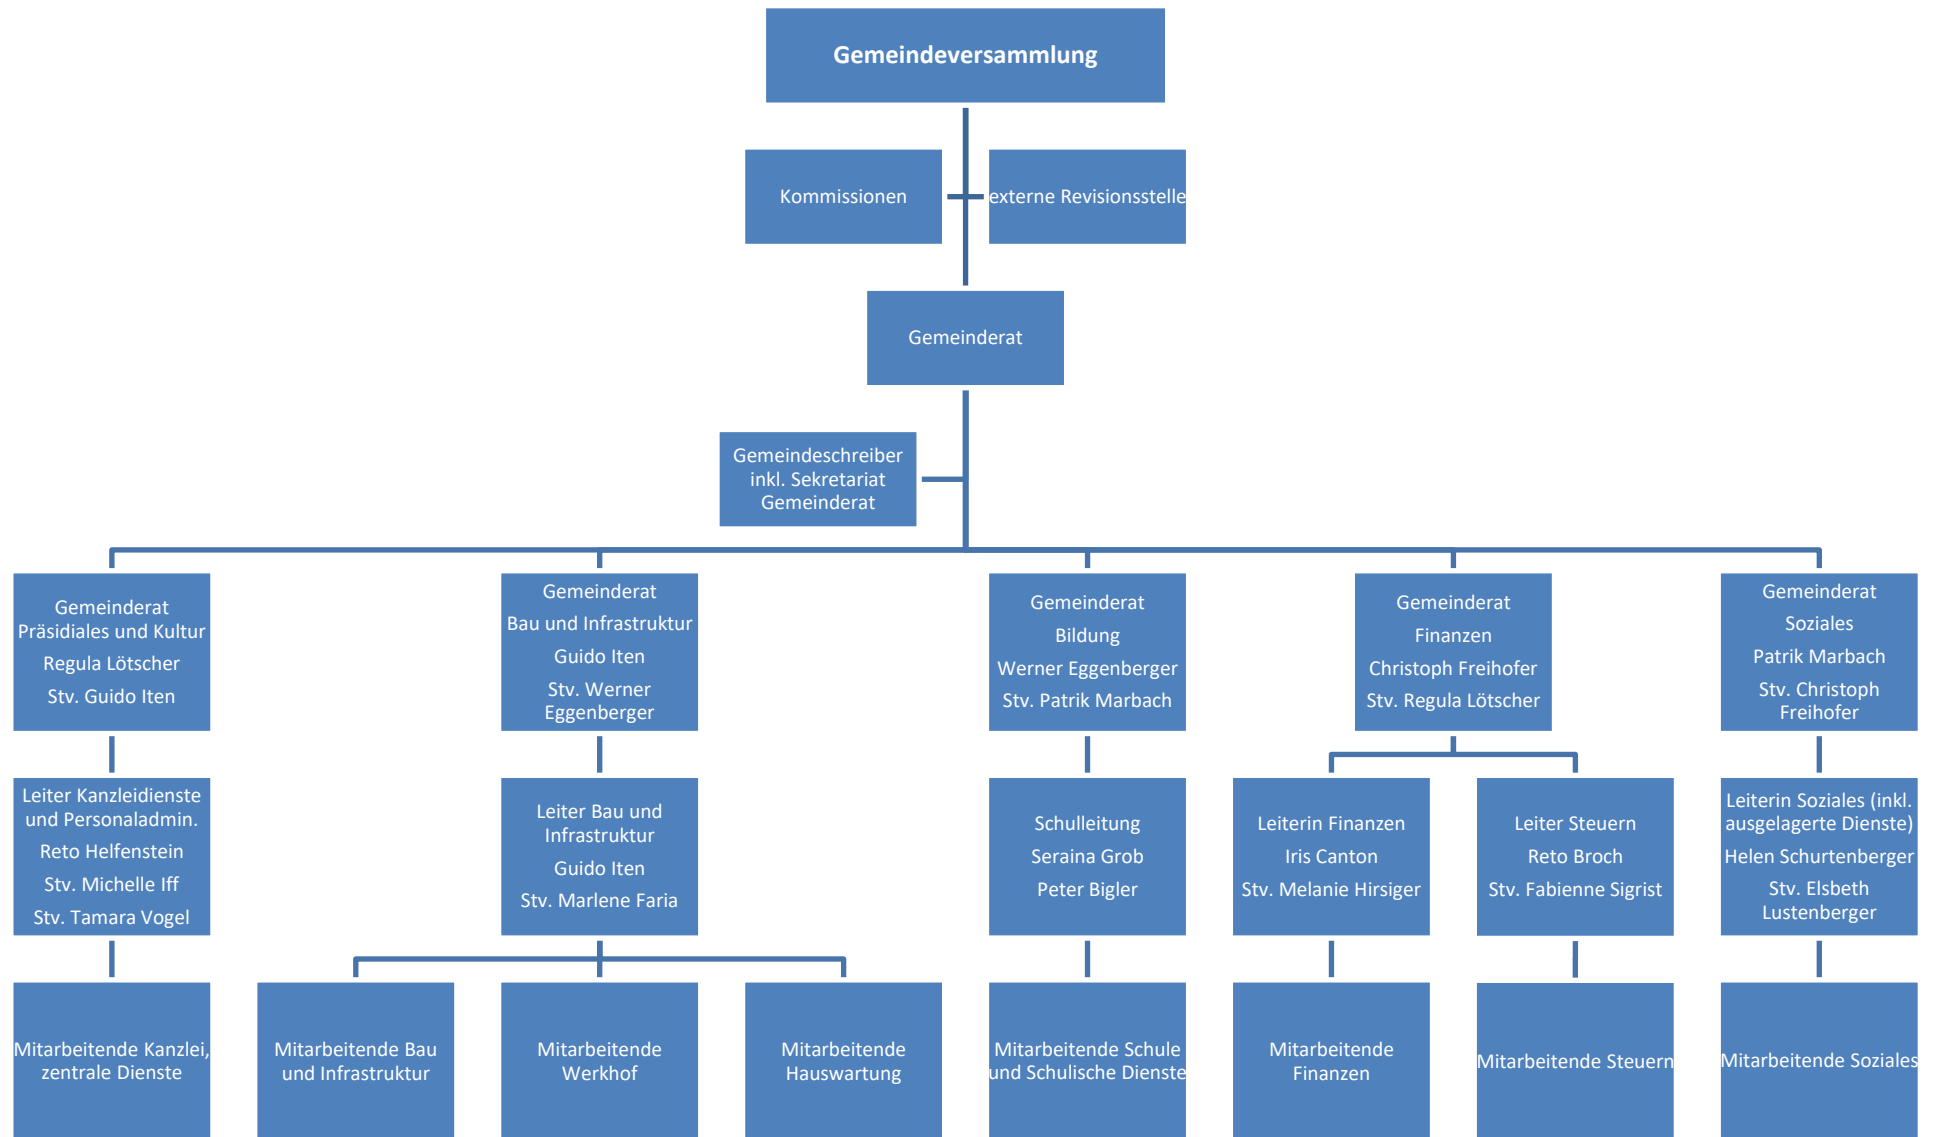 Gemeindeversammlung
Kommissionen
externe Revisionsstelle
Gemeinderat
Gemeindeschreiber
inkl. Sekretariat
Gemeinderat
Gemeinderat
Präsidiales und Kultur
Regula Lötscher
Stv. Guido Iten
Gemeinderat
Bau und Infrastruktur
Guido Iten
Stv. Werner
Eggenberger
Gemeinderat
Bildung
Werner Eggenberger
Stv. Patrik Marbach
Gemeinderat
Finanzen
Christoph Freihofer
Stv. Regula Lötscher
Gemeinderat
Soziales
Patrik Marbach
Stv. Christoph
Freihofer
Leiter Kanzleidienste
und Personaladmin.
Reto Helfenstein
Stv. Michelle Iff
Stv. Tamara Vogel
Leiter Bau und
Infrastruktur
Guido Iten
Stv. Marlene Faria
Schulleitung
Seraina Grob
Peter Bigler
Leiterin Finanzen
Iris Canton
Stv. Melanie Hirsiger
Leiter Steuern
Reto Broch
Stv. Fabienne Sigrist
Leiterin Soziales (inkl.
ausgelagerte Dienste)
Helen Schurtenberger
Stv. Elsbeth
Lustenberger
Mitarbeitende Kanzlei,
zentrale Dienste
Mitarbeitende Bau
und Infrastruktur
Mitarbeitende
Werkhof
Mitarbeitende
Hauswartung
Mitarbeitende Schule
und Schulische Dienste
Mitarbeitende
Finanzen
Mitarbeitende Steuern
Mitarbeitende Soziales